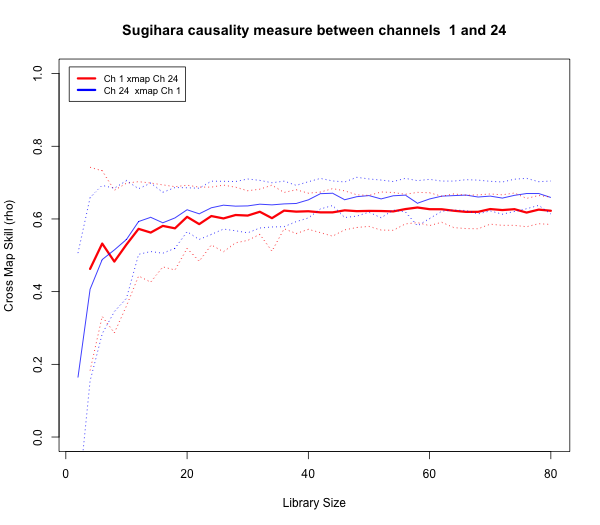 Sugihara causality measure between channels  1 and 24
Ch 1 xmap Ch 24
Ch 24  xmap Ch 1
Cross Map Skill (rho)
1.0
0.8
0.6
0.4
0.2
0.0
0 20 40 60 80
Library Size